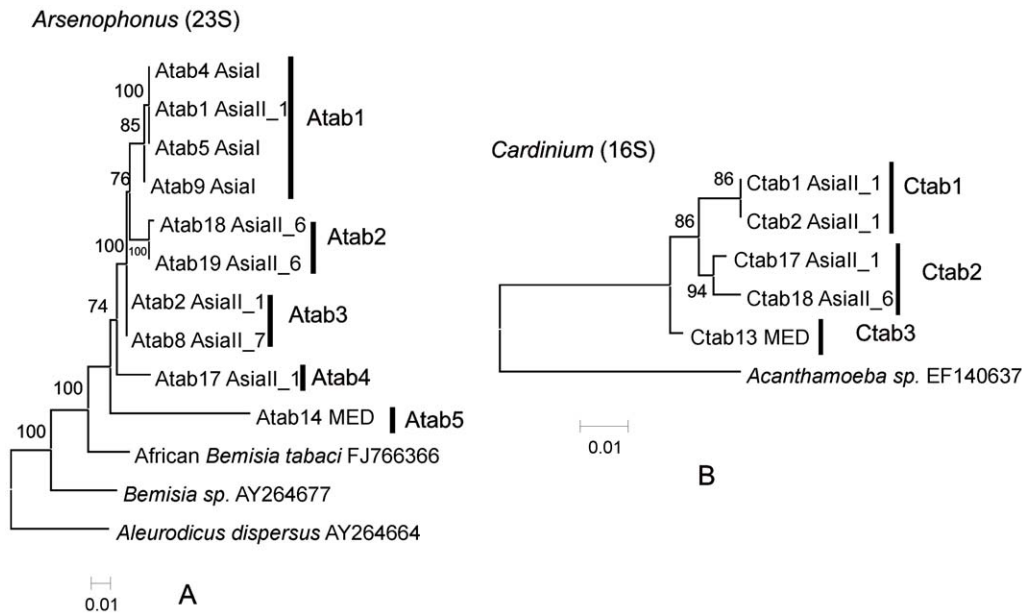 Arsenophonus (23S)
Atab4 AsiaI
100
Atab1 AsiaII_1
Atab1
85
Atab5 AsiaI
Atab9 AsiaI
76
Atab18 AsiaII_6
Atab2
100
100
Atab19 AsiaII_6
Atab2 AsiaII_1
Atab3
74
Atab8 AsiaII_7
Atab17 AsiaII_1
Atab4
100
Atab14 MED
Atab5
100
African Bemisia tabaci FJ766366
Bemisia sp. AY264677
Aleurodicus dispersus AY264664
0.01
A
Cardinium (16S)
86
Ctab1 AsiaII_1
Ctab1
86
Ctab2 AsiaII_1
Ctab17 AsiaII_1
Ctab2
94
Ctab18 AsiaII_6
Ctab13 MED
Ctab3
Acanthamoeba sp. EF140637
0.01
B